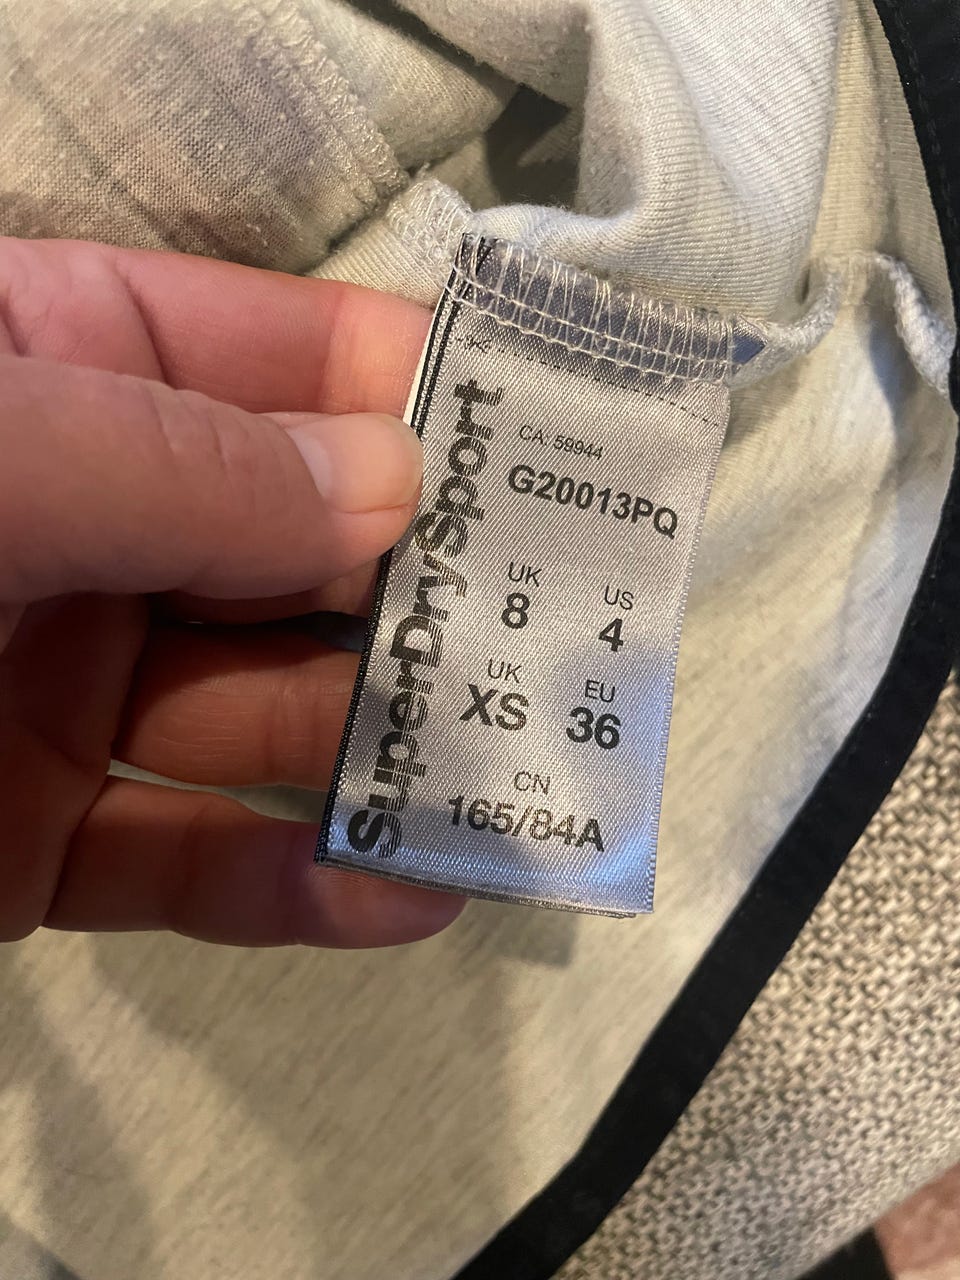 SuperDrySport
CA: 59944
G20013PQ
UK US
8 4
UK EU
XS 36
CN
165/84A